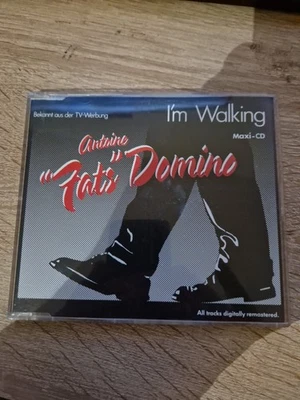 Bekannt aus der TV-Werbung
I'm Walking
Maxi-CD
Antoine
"Fats" Domino
All tracks digitally remastered.